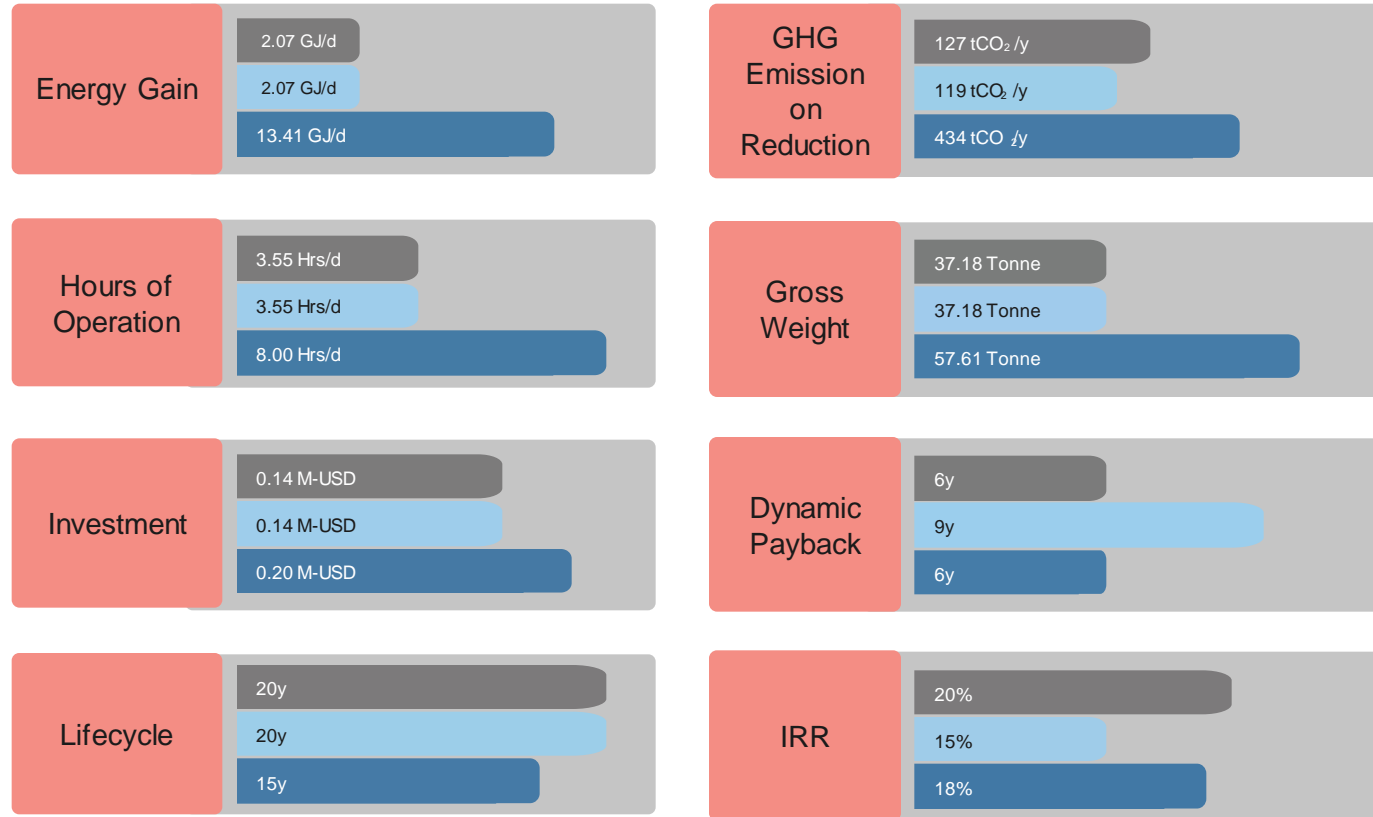 Energy Gain
2.07 GJ/d
2.07 GJ/d
13.41 GJ/d
GHG
Emission
on
Reduction
127 tCO₂ /y
119 tCO₂ /y
434 tCO ₂/y
Hours of
Operation
3.55 Hrs/d
3.55 Hrs/d
8.00 Hrs/d
Gross
Weight
37.18 Tonne
37.18 Tonne
57.61 Tonne
Investment
0.14 M-USD
0.14 M-USD
0.20 M-USD
Dynamic
Payback
6y
9y
6y
Lifecycle
20y
20y
15y
IRR
20%
15%
18%